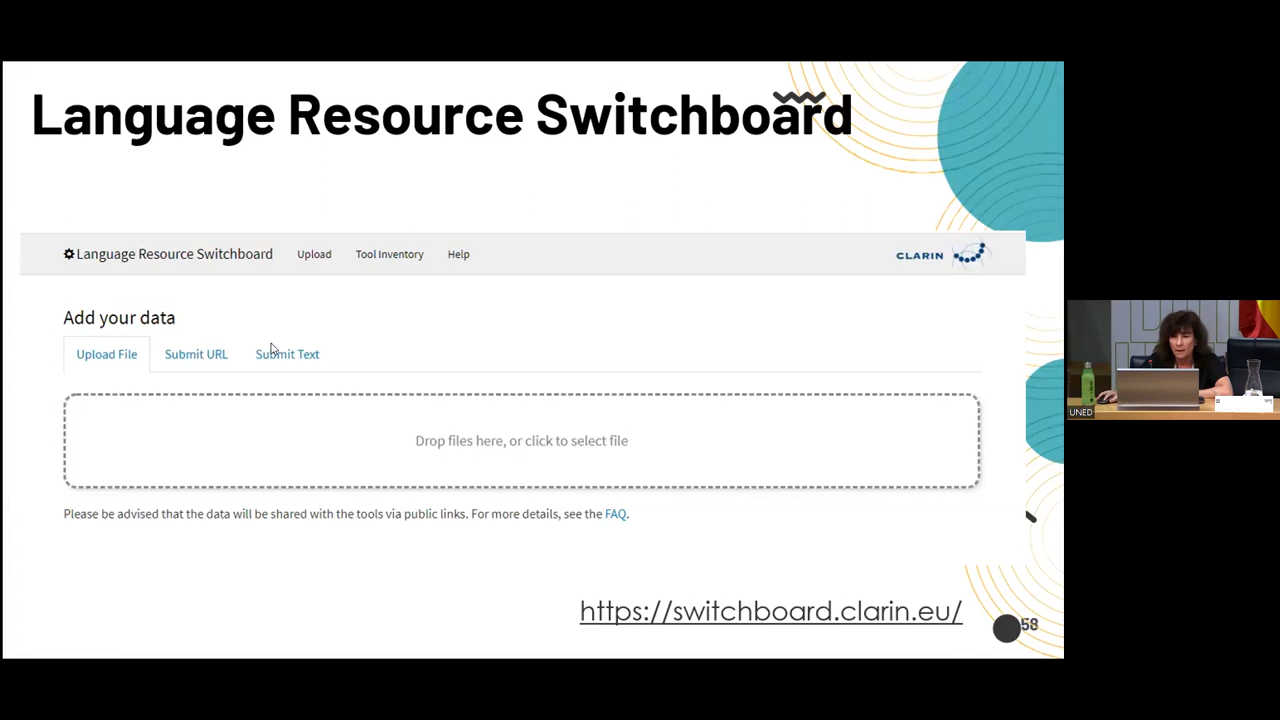 Language Resource Switchboard
Language Resource Switchboard Upload Tool Inventory Help CLARIN
Add your data
Upload File Submit URL Submit Text
Drop files here, or click to select file
Please be advised that the data will be shared with the tools via public links. For more details, see the FAQ.
https://switchboard.clarin.eu/
58
UNED